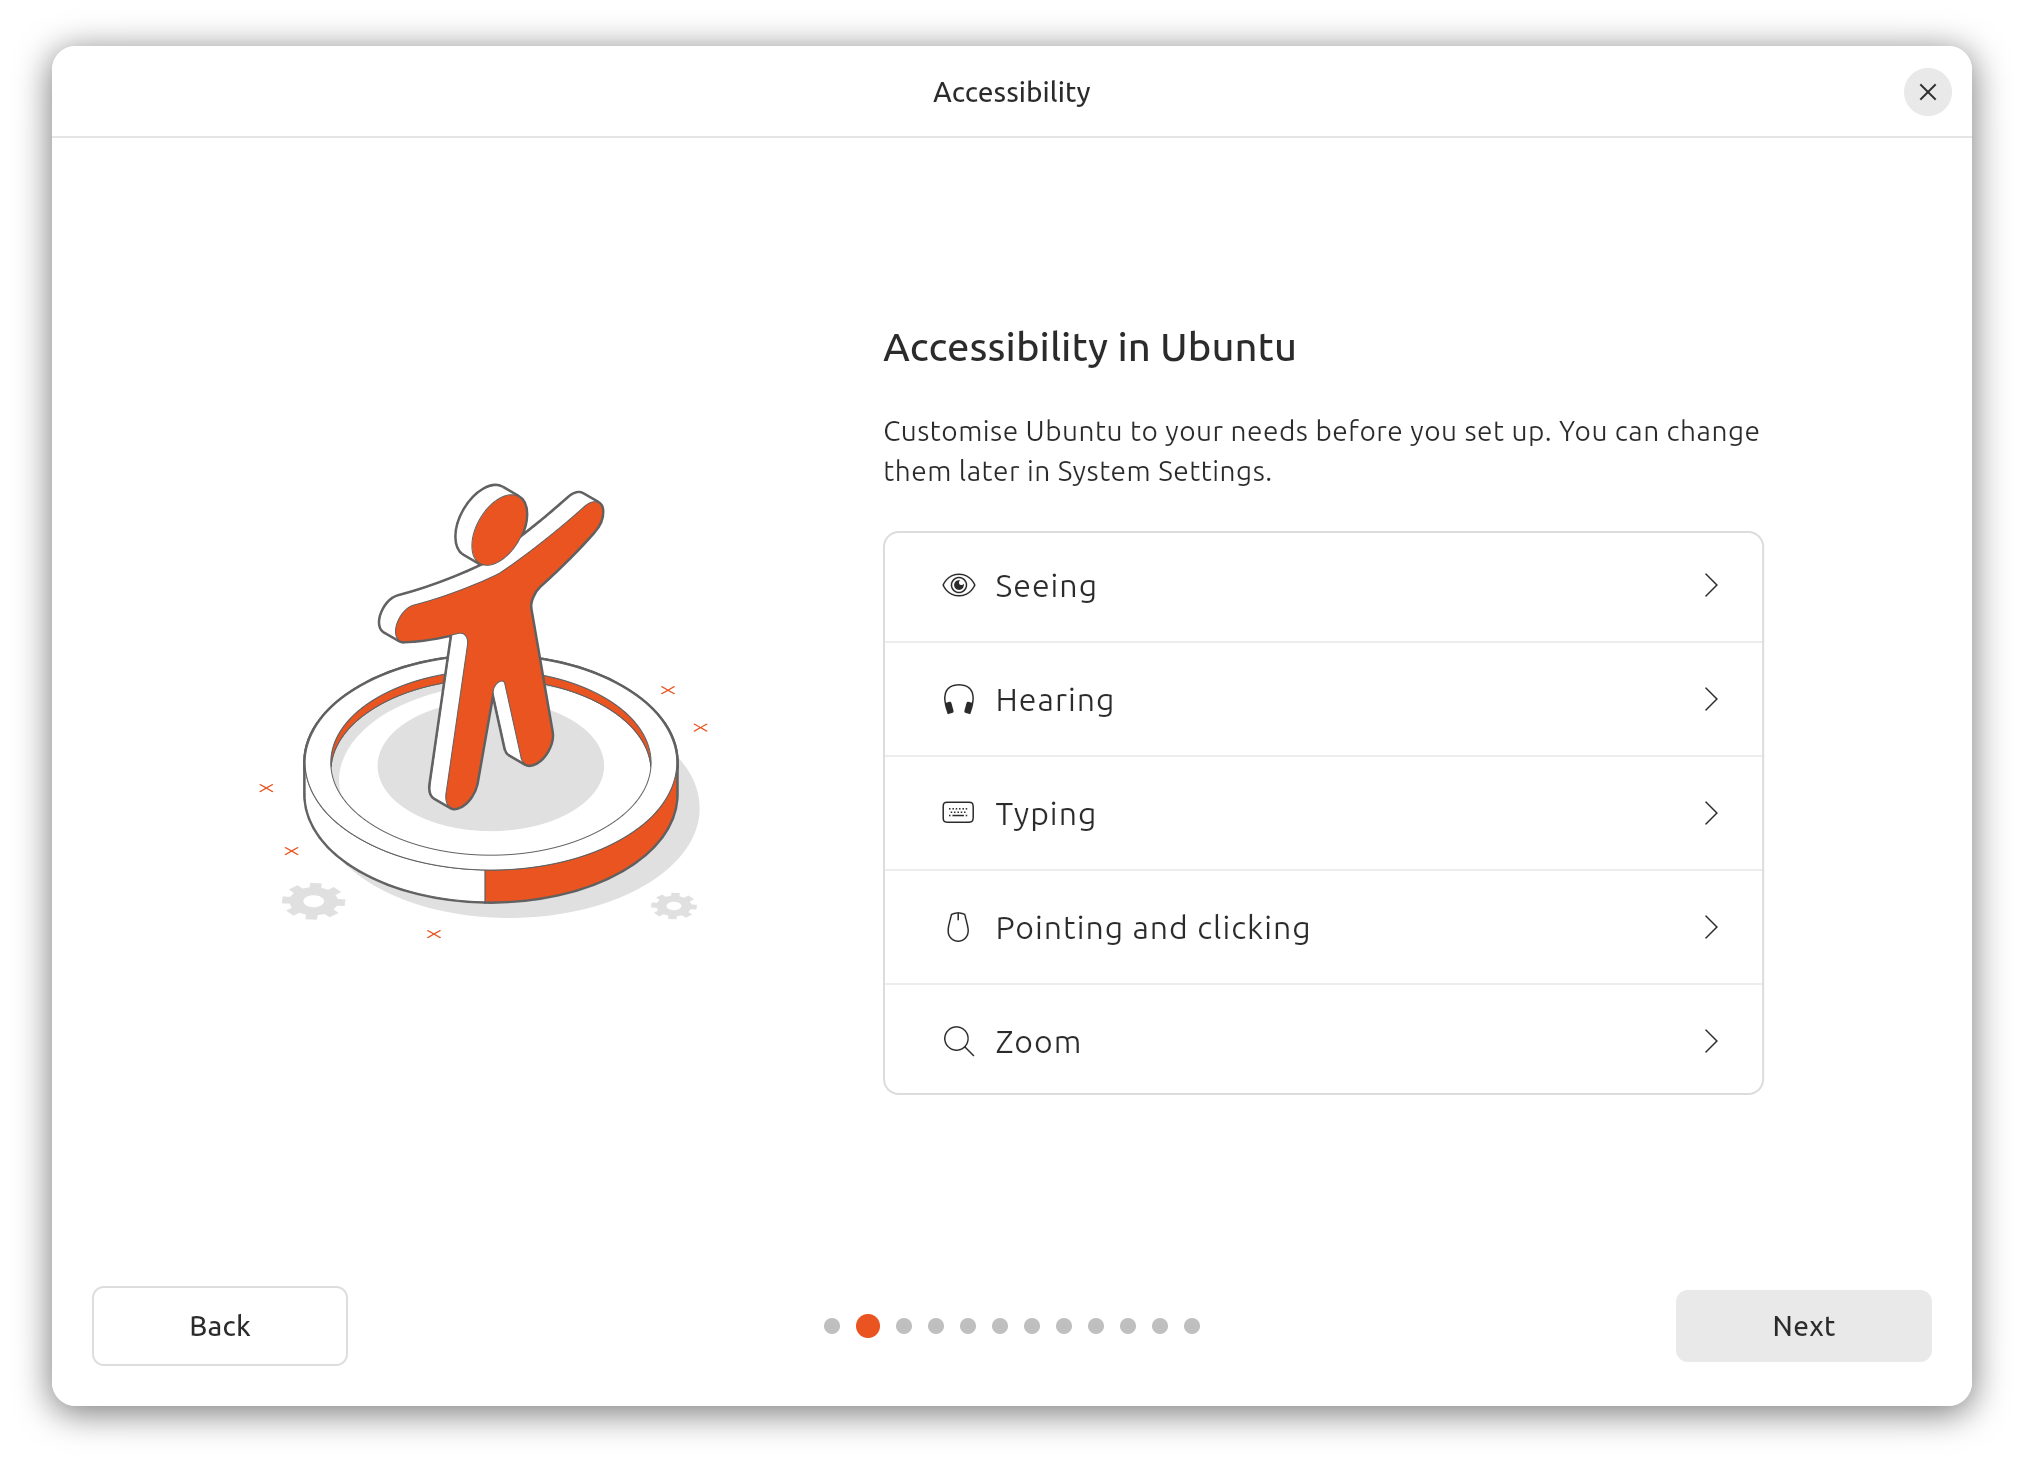 Accessibility
Accessibility in Ubuntu
Customise Ubuntu to your needs before you set up. You can change
them later in System Settings.
Seeing
Hearing
Typing
Pointing and clicking
Zoom
Back
Next